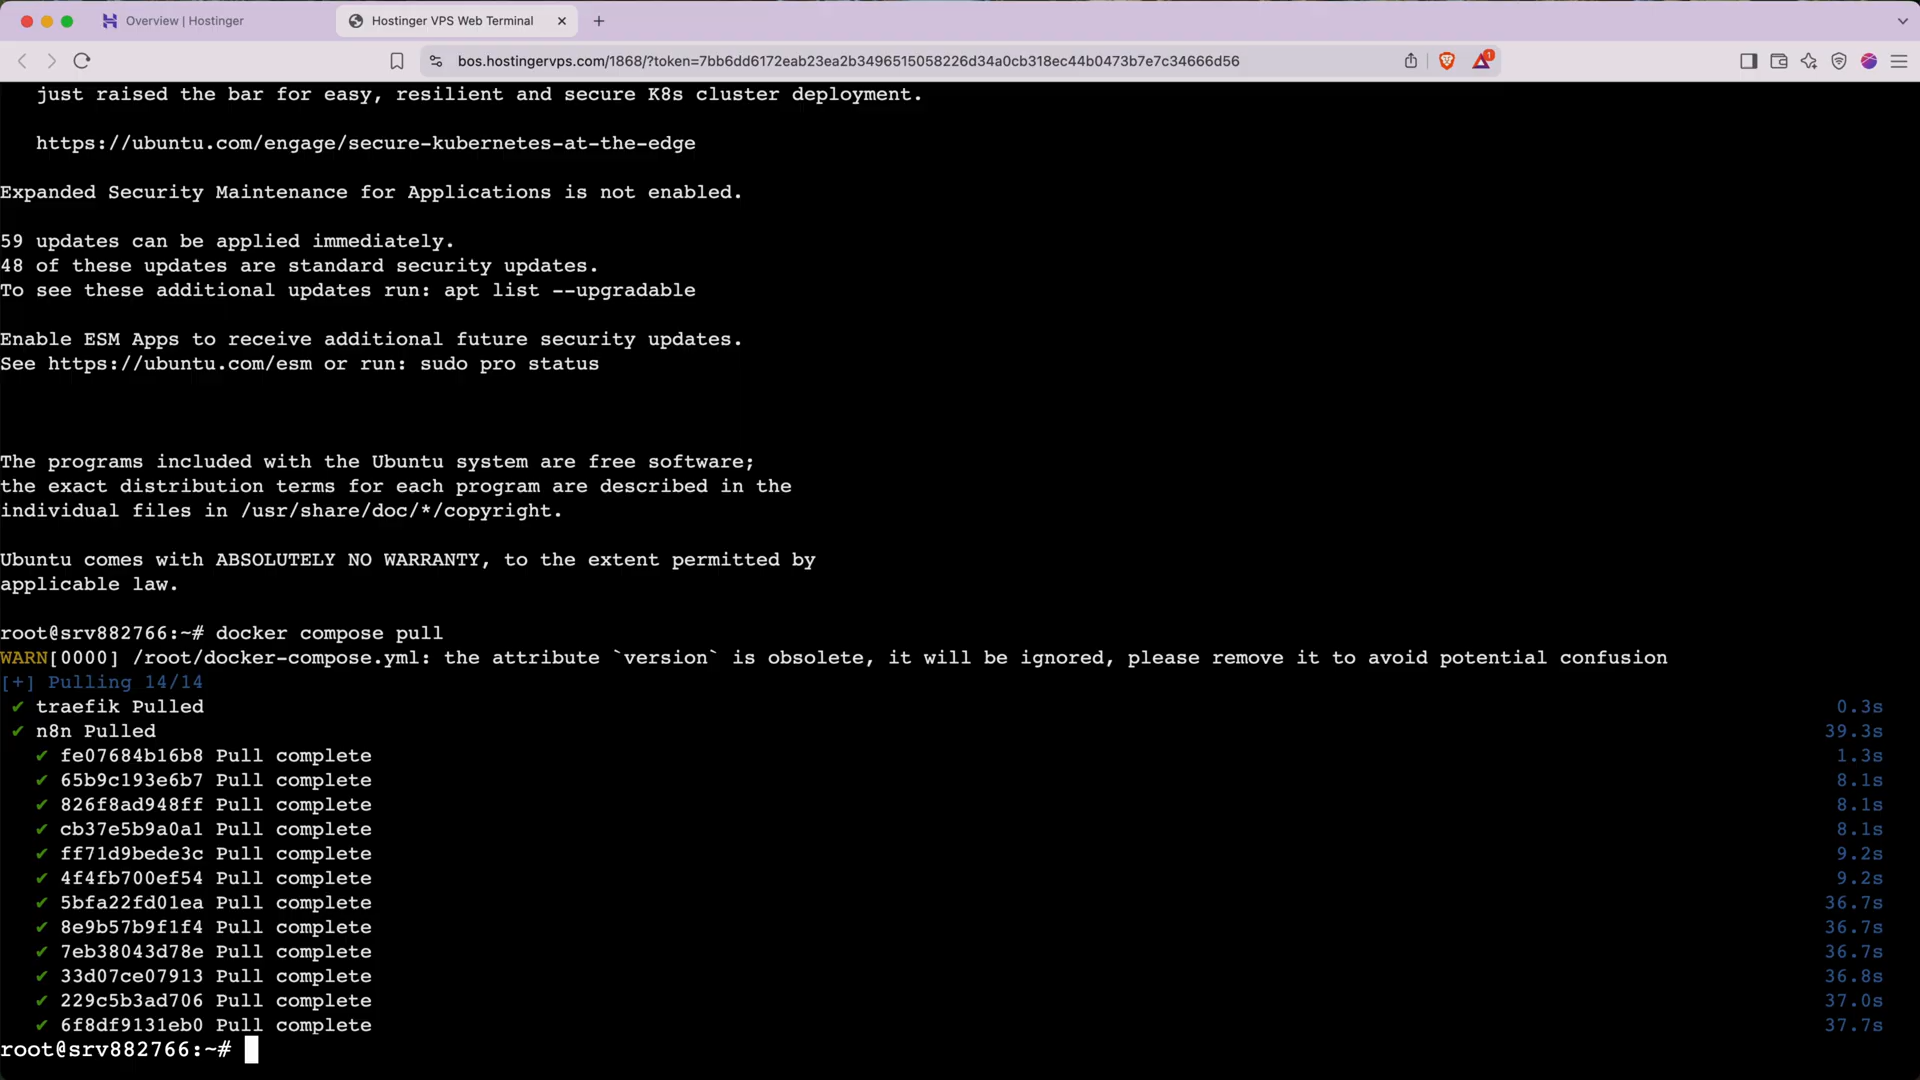 Overview | Hostinger
Hostinger VPS Web Terminal
bos.hostingervps.com/1868/?token=7bb6dd6172eab23ea2b3496515058226d34a0cb318ec44b0473b7e7c34666d56
1
just raised the bar for easy, resilient and secure K8s cluster deployment.
https://ubuntu.com/engage/secure-kubernetes-at-the-edge
Expanded Security Maintenance for Applications is not enabled.
59 updates can be applied immediately.
48 of these updates are standard security updates.
To see these additional updates run: apt list --upgradable
Enable ESM Apps to receive additional future security updates.
See https://ubuntu.com/esm or run: sudo pro status
The programs included with the Ubuntu system are free software;
the exact distribution terms for each program are described in the
individual files in /usr/share/doc/*/copyright.
Ubuntu comes with ABSOLUTELY NO WARRANTY, to the extent permitted by
applicable law.
root@srv882766:~# docker compose pull
WARN[0000] /root/docker-compose.yml: the attribute `version` is obsolete, it will be ignored, please remove it to avoid potential confusion
[+] Pulling 14/14
✔ traefik Pulled 0.3s
✔ n8n Pulled 39.3s
✔ fe07684b16b8 Pull complete 1.3s
✔ 65b9c193e6b7 Pull complete 8.1s
✔ 826f8ad948ff Pull complete 8.1s
✔ cb37e5b9a0a1 Pull complete 8.1s
✔ ff71d9bede3c Pull complete 9.2s
✔ 4f4fb700ef54 Pull complete 9.2s
✔ 5bfa22fd01ea Pull complete 36.7s
✔ 8e9b57b9f1f4 Pull complete 36.7s
✔ 7eb38043d78e Pull complete 36.7s
✔ 33d07ce07913 Pull complete 36.8s
✔ 229c5b3ad706 Pull complete 37.0s
✔ 6f8df9131eb0 Pull complete 37.7s
root@srv882766:~#